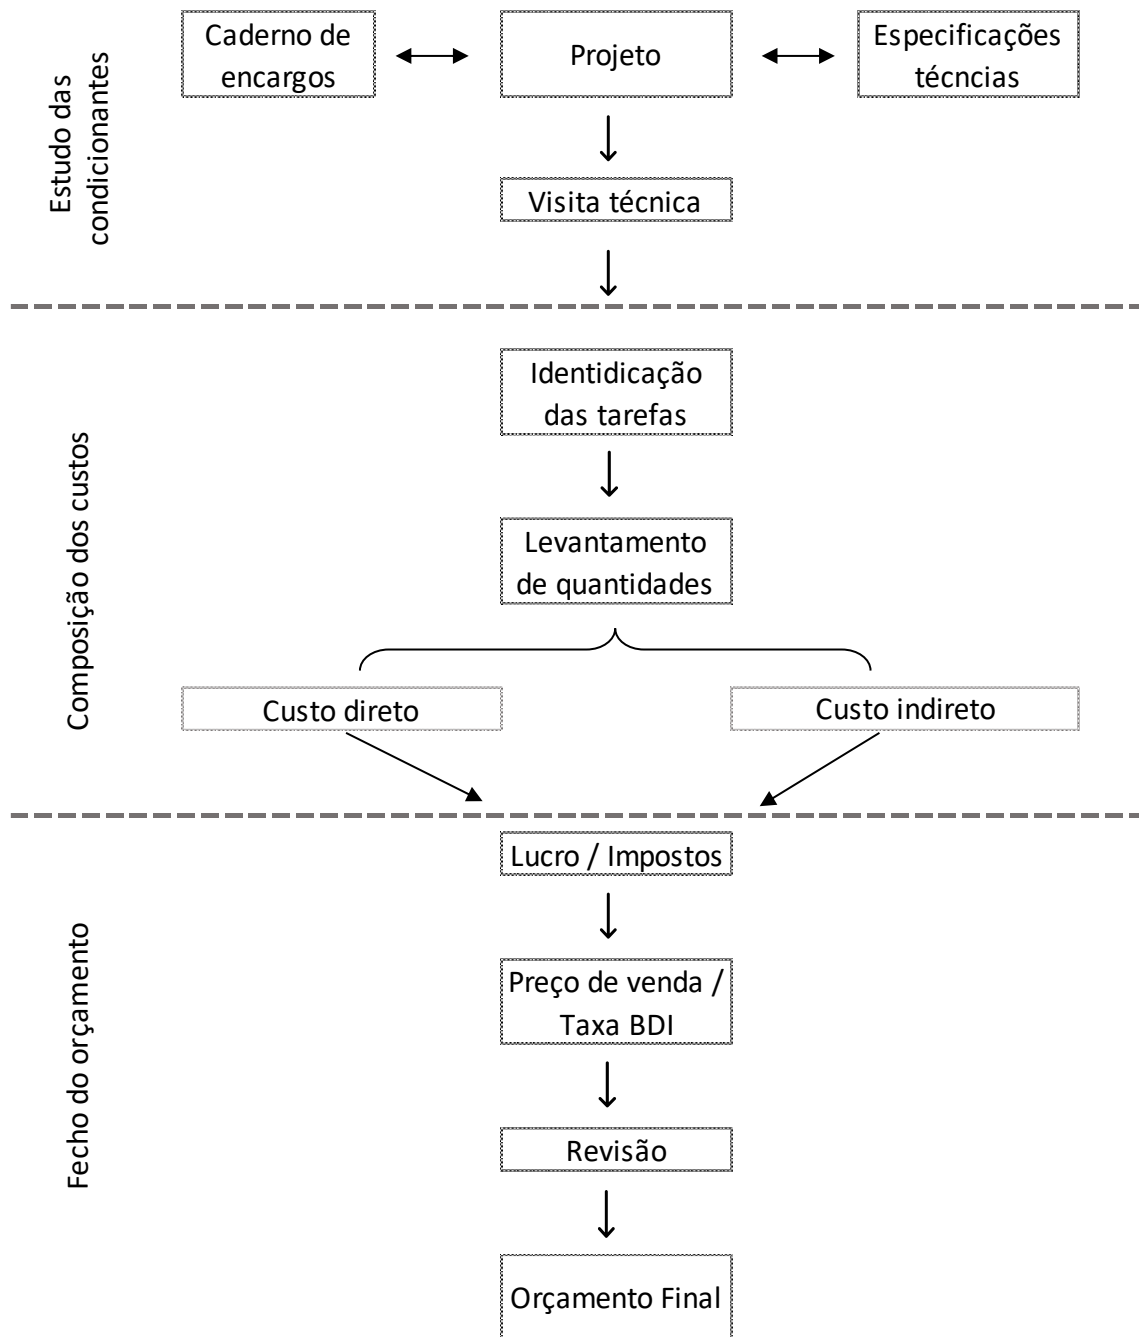 Caderno de
encargos
Projeto
Especificações
técncias
Estudo das
condicionantes
Visita técnica
Identidicação
das tarefas
Composição dos custos
Levantamento
de quantidades
Custo direto
Custo indireto
Lucro / Impostos
Fecho do orçamento
Preço de venda /
Taxa BDI
Revisão
Orçamento Final